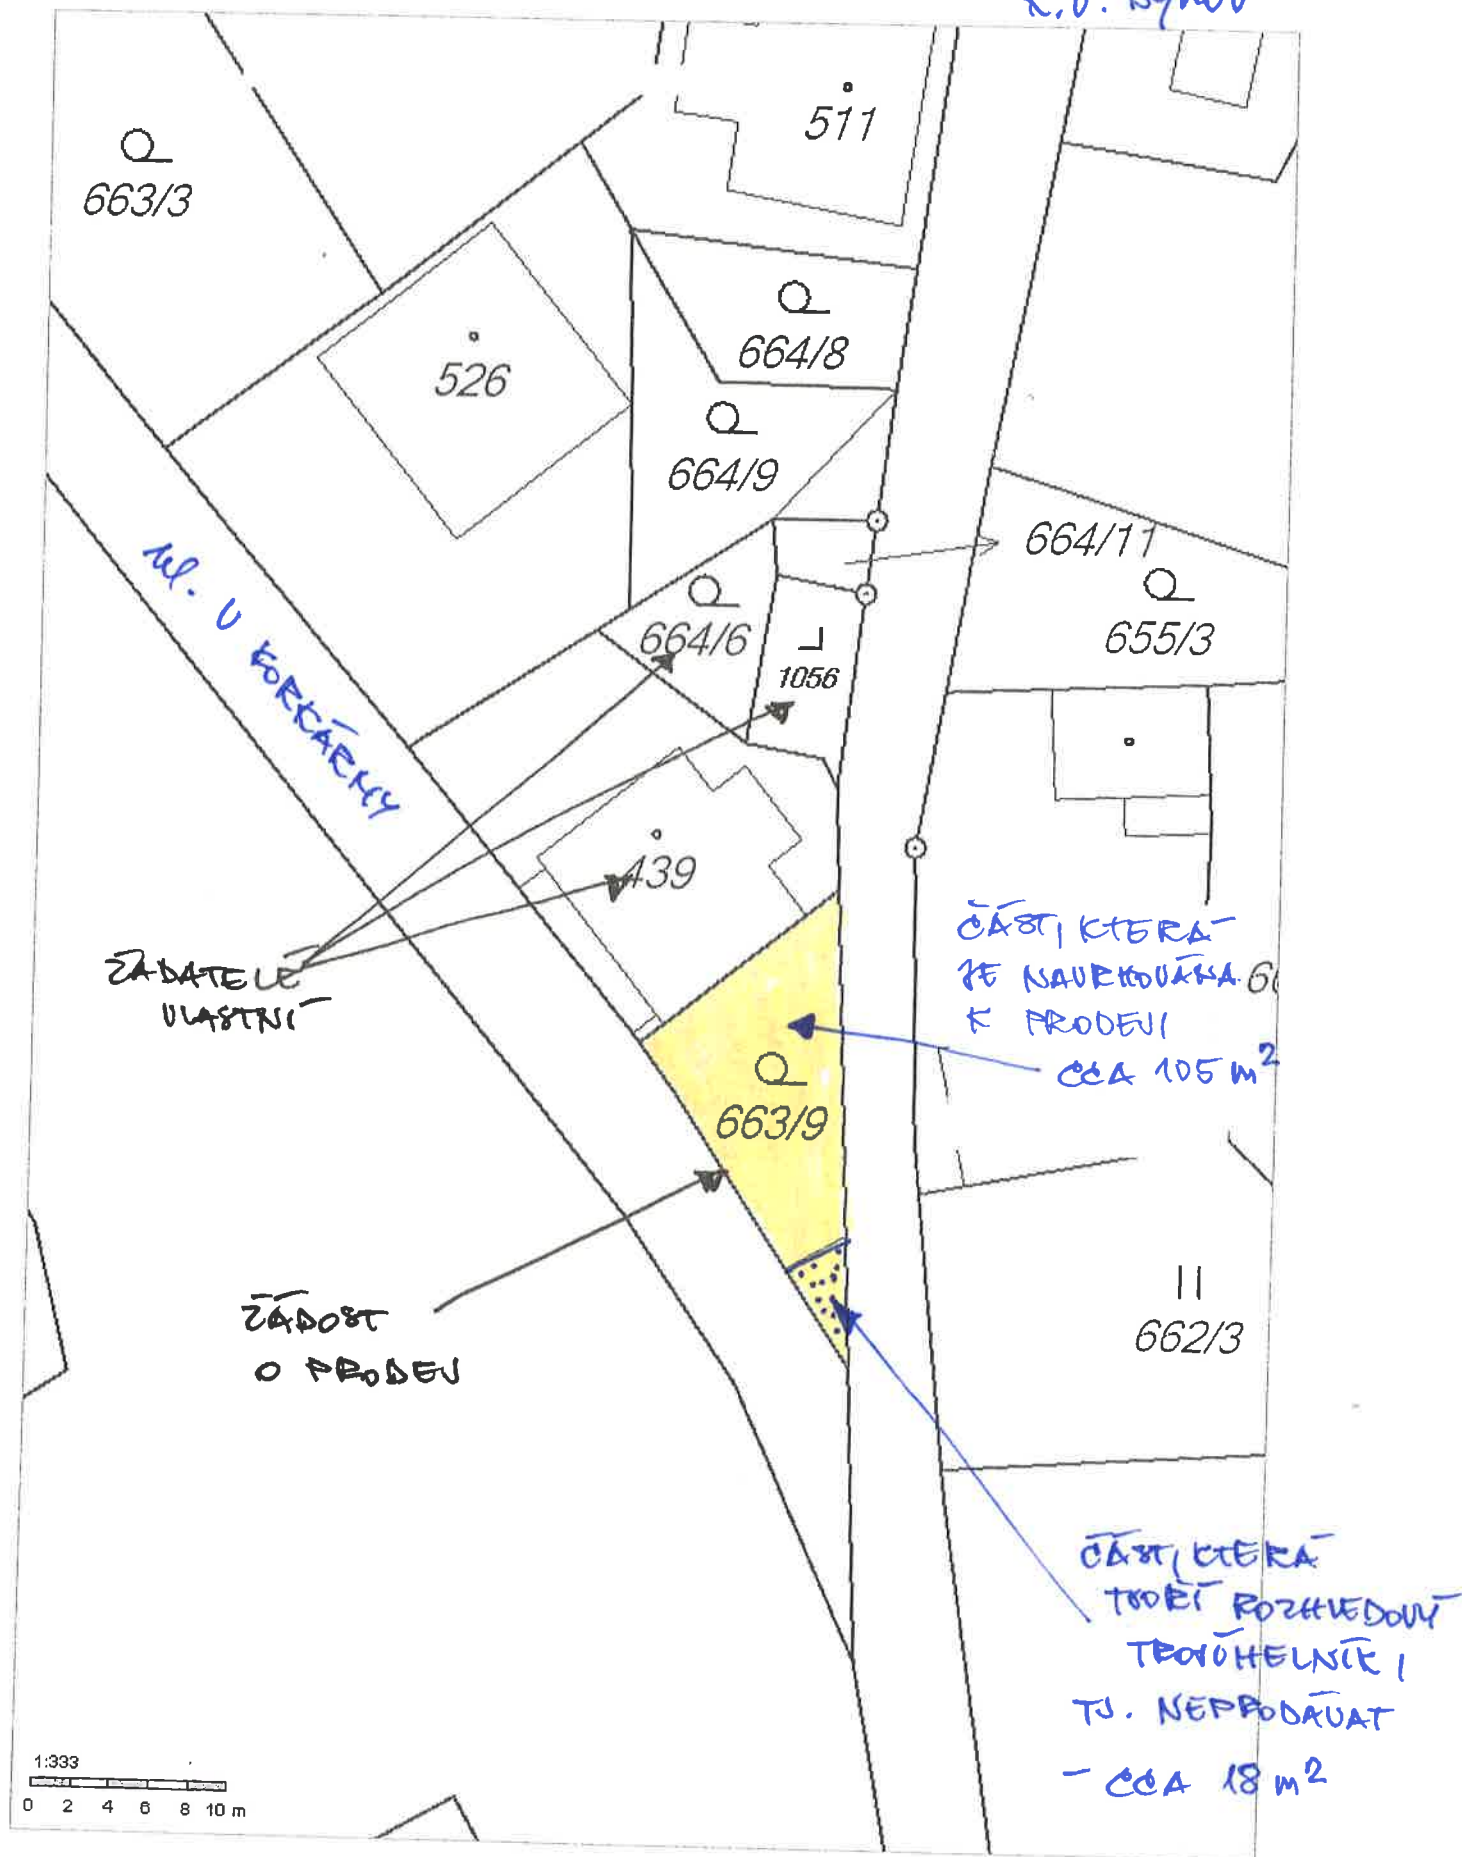 K.Ú.
511
663/3
664/8
526
664/9
664/11
655/3
664/6
1056
ul. U KORKÁRNY
439
ČÁST, KTERÁ
JE NAVRHOVÁNA
K PRODEJI
CCA 105 m²
ŽADATELÉ
VLASTNÍ
663/9
ŽÁDOST
O PRODEJ
662/3
ČÁST, KTERÁ
TVOŘÍ ROZHLEDOVÝ
TROJÚHELNÍK,
TJ. NEPRODÁVAT
- CCA 18 m²
1:333
0 2 4 6 8 10 m